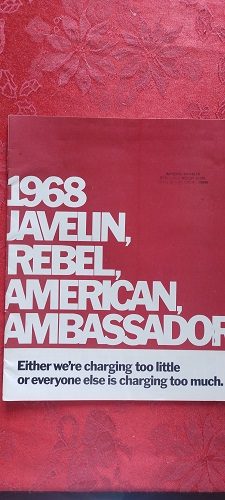 1968
JAVELIN,
REBEL,
AMERICAN,
AMBASSADOR
Either we're charging too little
or everyone else is charging too much.